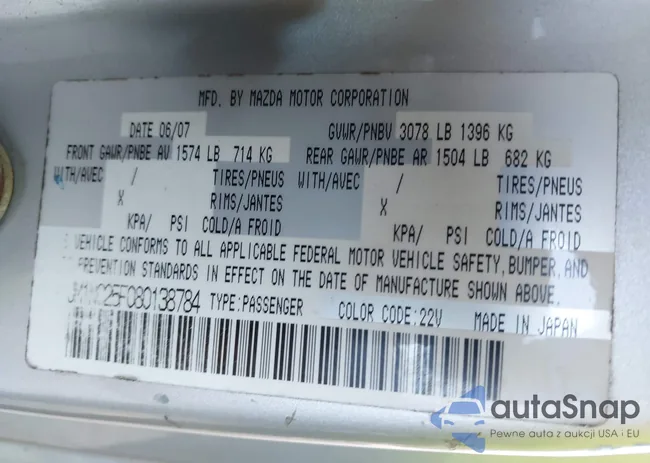 MFD. BY MAZDA MOTOR CORPORATION
DATE 06/07 GVWR/PNBV 3078 LB 1396 KG
FRONT GAWR/PNBE AV 1574 LB 714 KG REAR GAWR/PNBE AR 1504 LB 682 KG
WITH/AVEC / TIRES/PNEUS WITH/AVEC / TIRES/PNEUS
X RIMS/JANTES X RIMS/JANTES
KPA/ PSI COLD/A FROID KPA/ PSI COLD/A FROID
VEHICLE CONFORMS TO ALL APPLICABLE FEDERAL MOTOR VEHICLE SAFETY, BUMPER, AND
PREVENTION STANDARDS IN EFFECT ON THE DATE OF MANUFACTURE SHOWN ABOVE.
TYPE:PASSENGER COLOR CODE:22V MADE IN JAPAN
autaSnap
Pewne auta z aukcji USA i EU